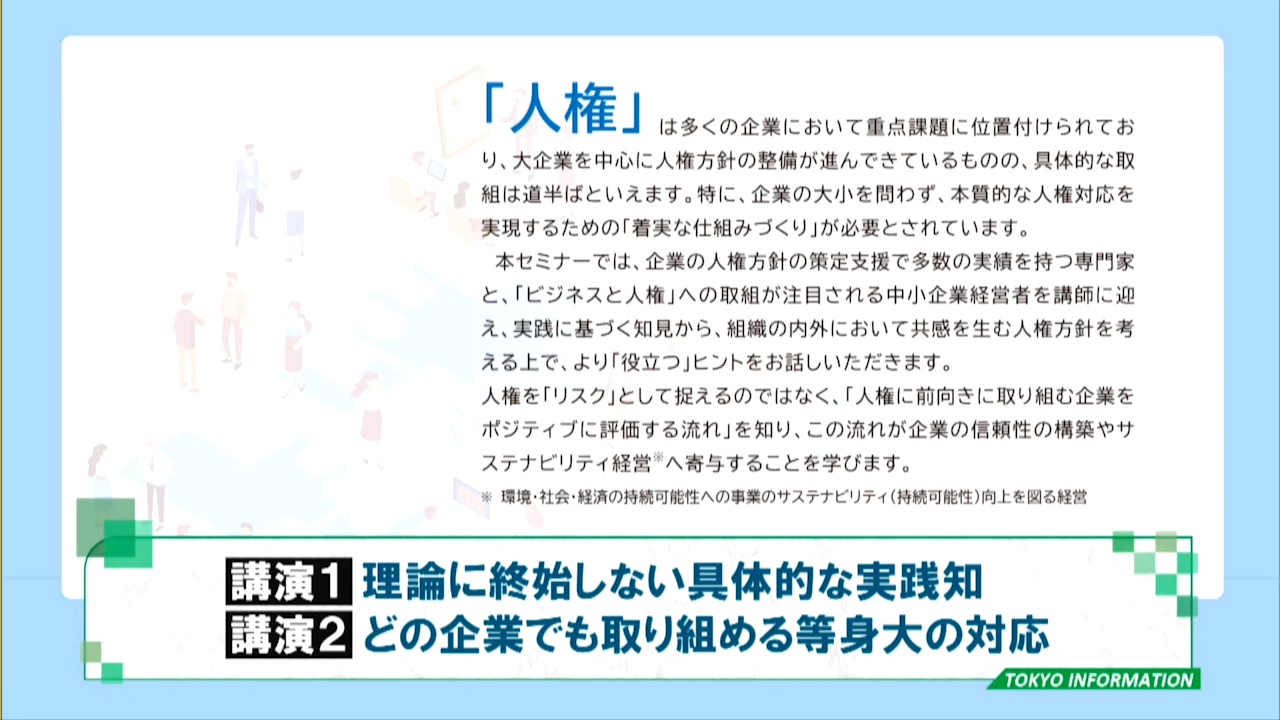 「人権」は多くの企業において重点課題に位置付けられてお
り、大企業を中心に人権方針の整備が進んできているものの、具体的な取
組は道半ばといえます。特に、企業の大小を問わず、本質的な人権対応を
実現するための「着実な仕組みづくり」が必要とされています。
本セミナーでは、企業の人権方針の策定支援で多数の実績を持つ専門家
と、「ビジネスと人権」への取組が注目される中小企業経営者を講師に迎
え、実践に基づく知見から、組織の内外において共感を生む人権方針を考
える上で、より「役立つ」ヒントをお話しいただきます。
人権を「リスク」として捉えるのではなく、「人権に前向きに取り組む企業を
ポジティブに評価する流れ」を知り、この流れが企業の信頼性の構築やサ
ステナビリティ経営※へ寄与することを学びます。
※ 環境・社会・経済の持続可能性への事業のサステナビリティ(持続可能性)向上を図る経営
講演1 理論に終始しない具体的な実践知
講演2 どの企業でも取り組める等身大の対応
TOKYO INFORMATION